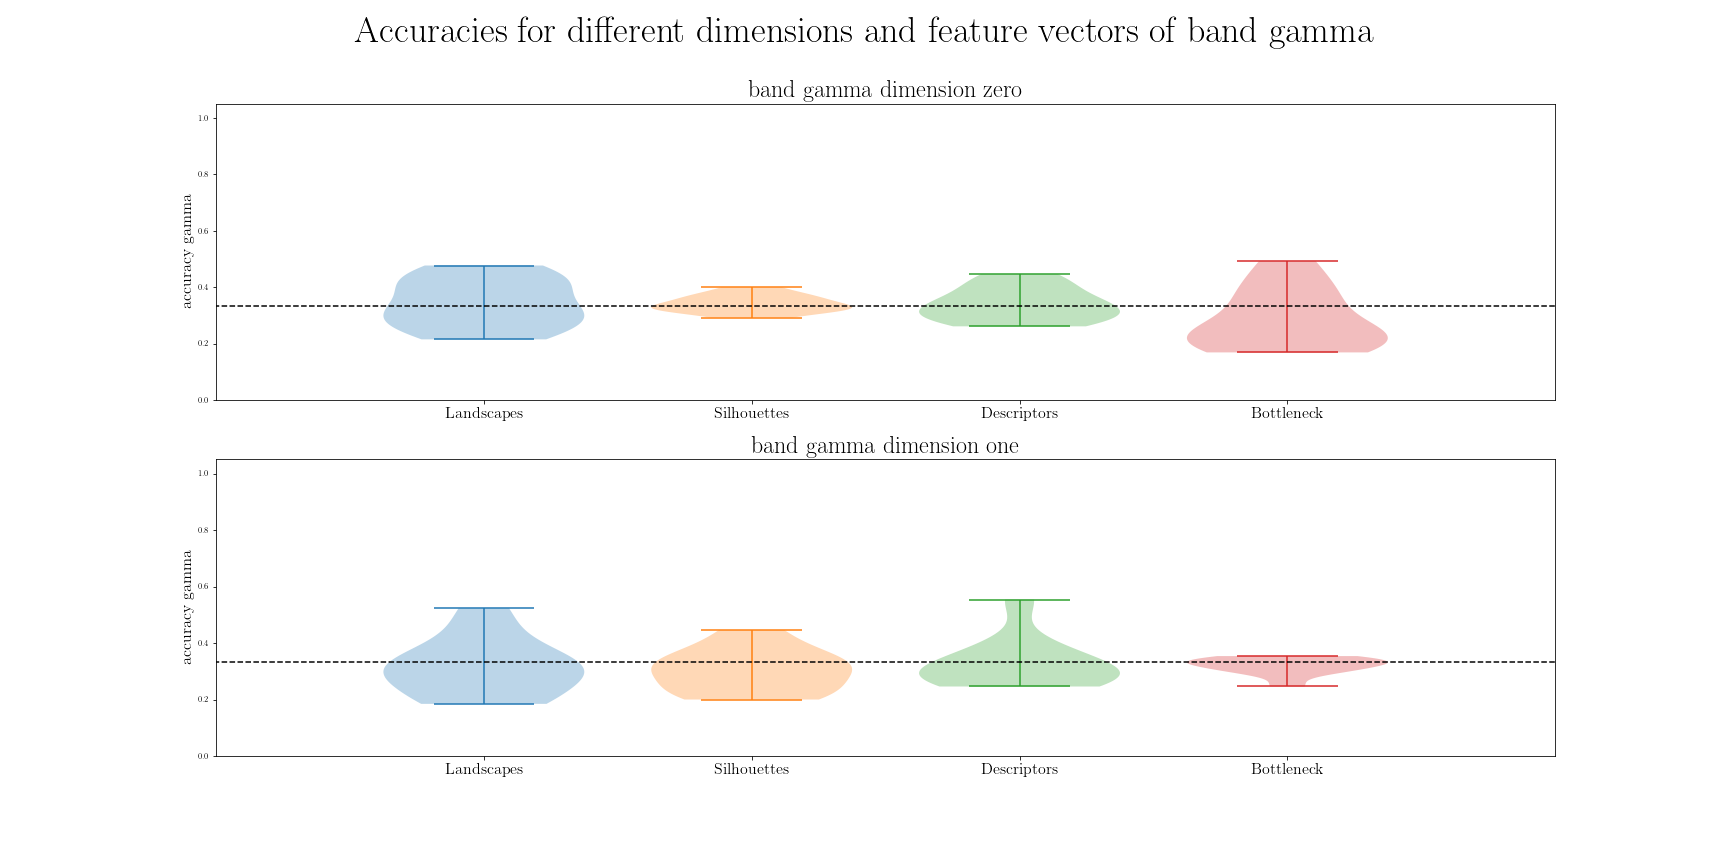 Accuracies for different dimensions and feature vectors of band gamma
band gamma dimension zero
accuracy gamma
1.0
0.8
0.6
0.4
0.2
0.0
Landscapes Silhouettes Descriptors Bottleneck
band gamma dimension one
accuracy gamma
1.0
0.8
0.6
0.4
0.2
0.0
Landscapes Silhouettes Descriptors Bottleneck